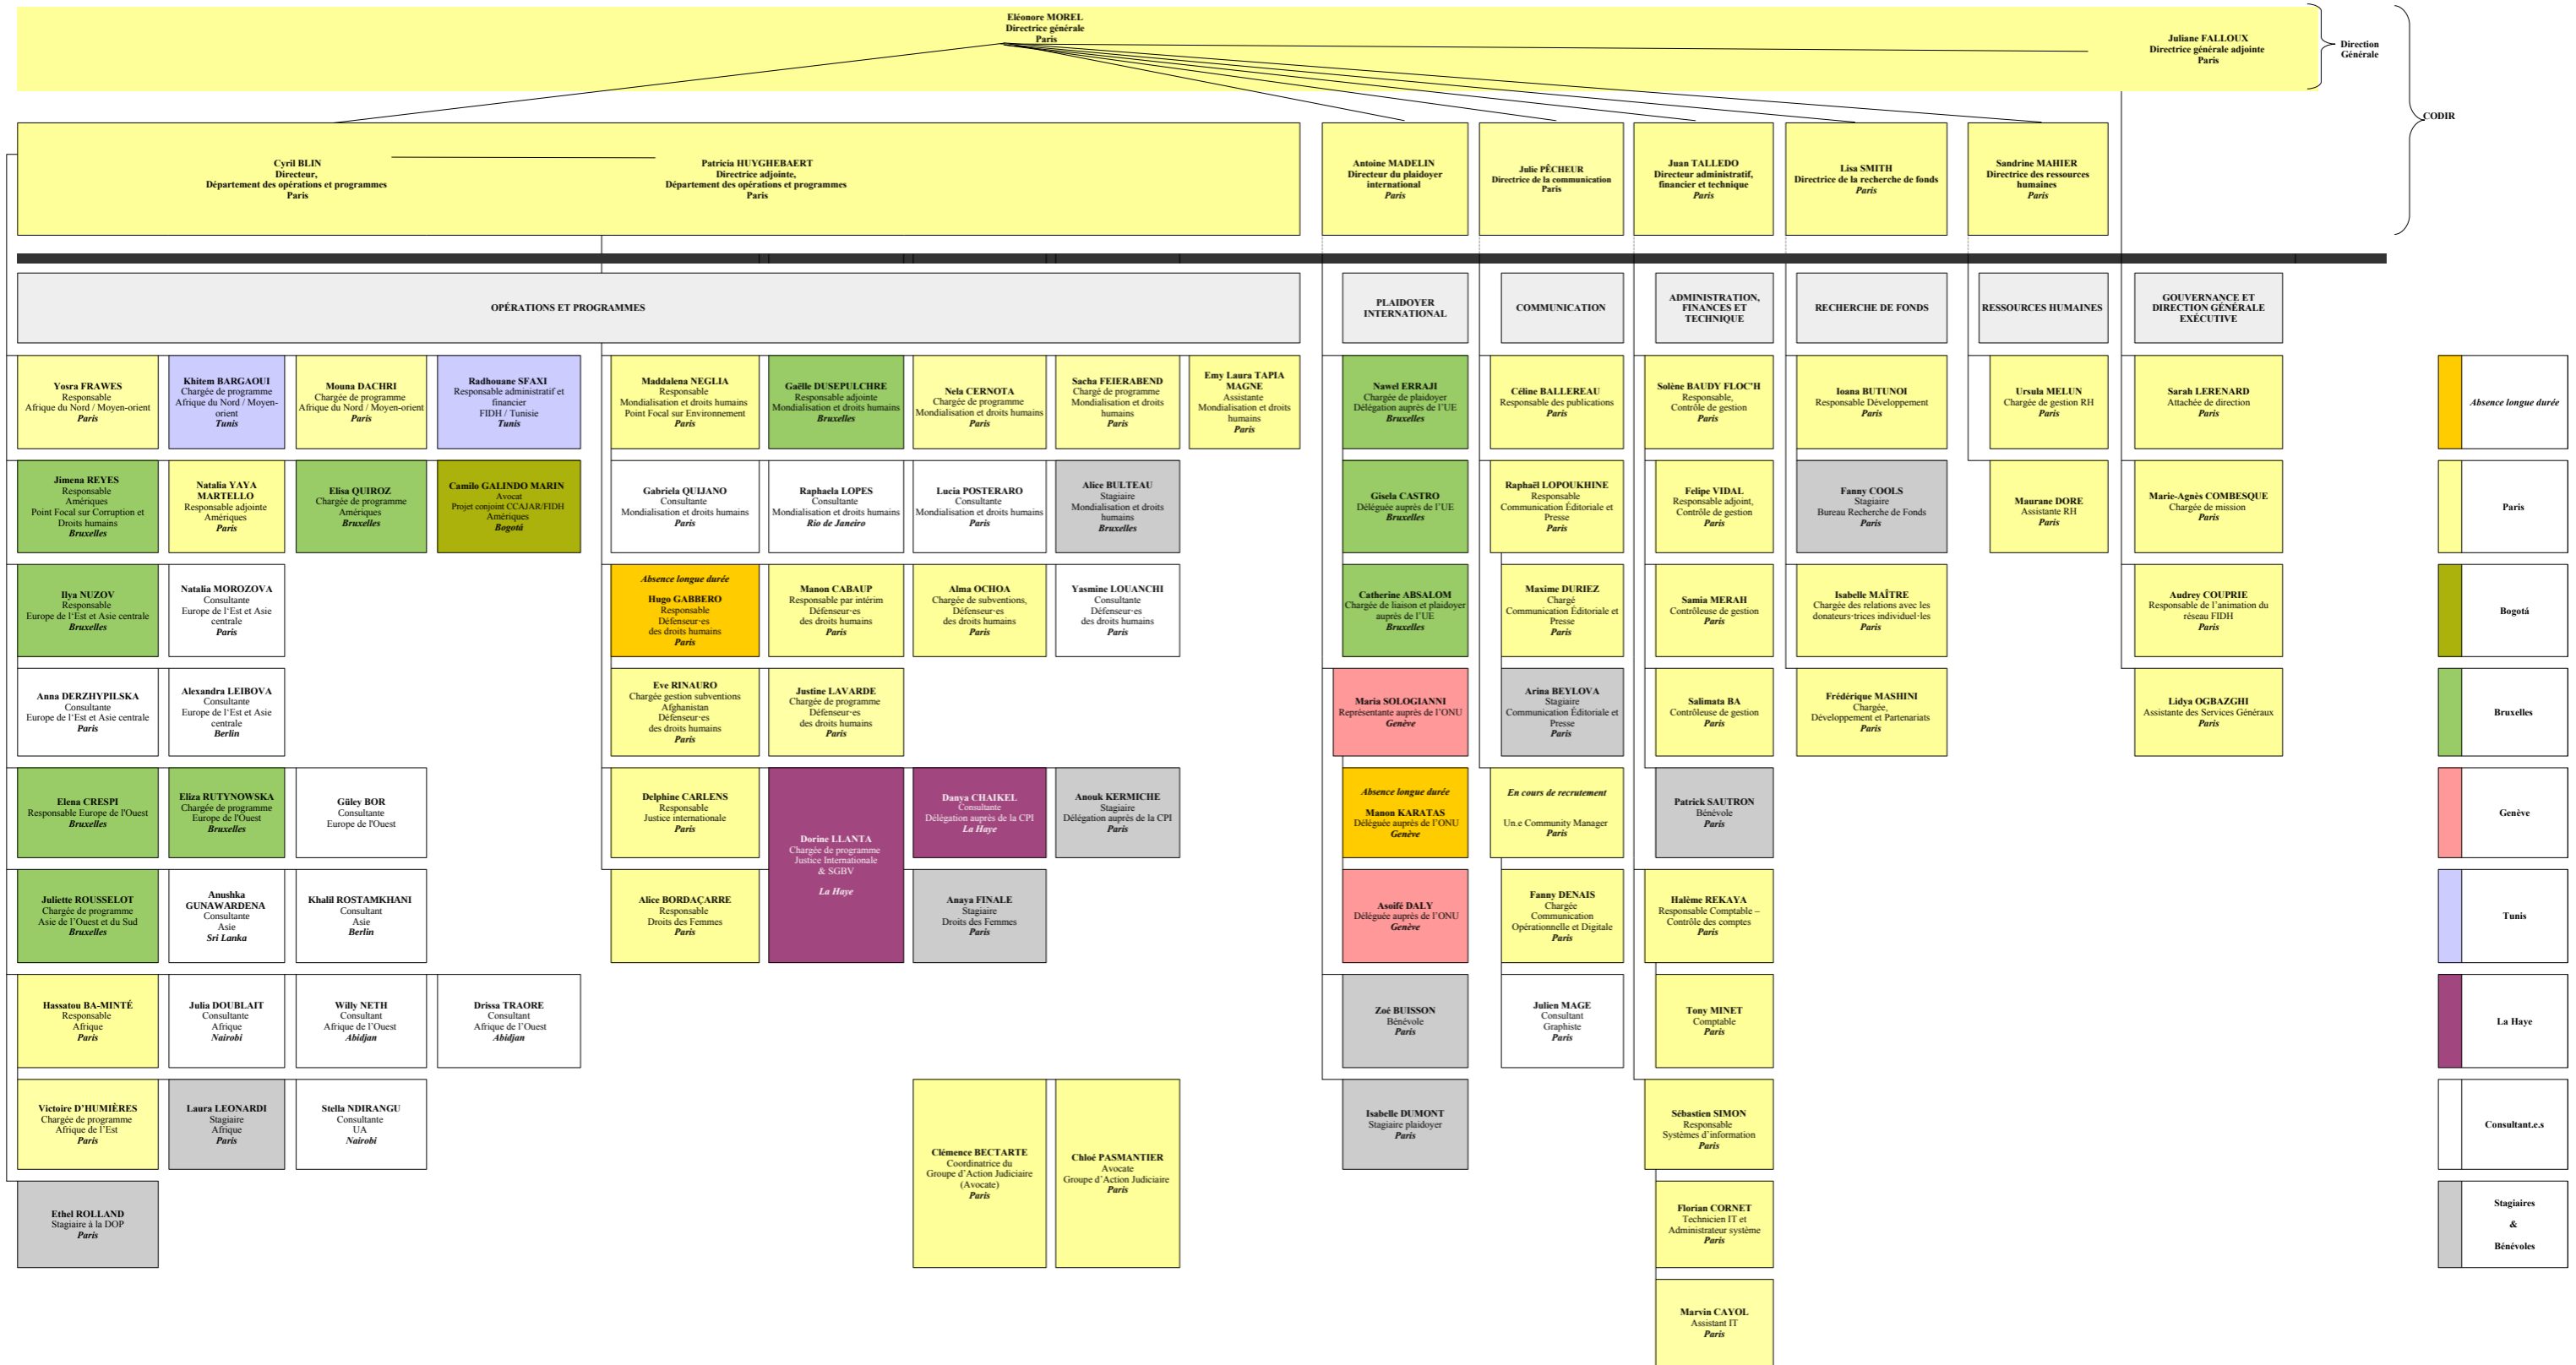 Eléonore MOREL
Directrice générale
Paris
Juliane FALLOUX
Directrice générale adjointe
Paris
Direction
Générale
CODIR
Cyril BLIN
Directeur,
Département des opérations et programmes
Paris
Patricia HUYGHEBAERT
Directrice adjointe,
Département des opérations et programmes
Paris
Antoine MADELIN
Directeur du plaidoyer
international
Paris
Julie PÊCHEUR
Directrice de la communication
Paris
Juan TALLEDO
Directeur administratif,
financier et technique
Paris
Lisa SMITH
Directrice de la recherche de fonds
Paris
Sandrine MAHIER
Directrice des ressources
humaines
Paris
OPÉRATIONS ET PROGRAMMES
PLAIDOYER
INTERNATIONAL
COMMUNICATION
ADMINISTRATION,
FINANCES ET
TECHNIQUE
RECHERCHE DE FONDS
RESSOURCES HUMAINES
GOUVERNANCE ET
DIRECTION GÉNÉRALE
EXÉCUTIVE
Yosra FRAWES
Responsable
Afrique du Nord / Moyen-orient
Paris
Khitem BARGAOUI
Chargée de programme
Afrique du Nord / Moyen-
orient
Tunis
Mouna DACHRI
Chargée de programme
Afrique du Nord / Moyen-orient
Paris
Radhouane SFAXI
Responsable administratif et
financier
FIDH / Tunisie
Tunis
Maddalena NEGLIA
Responsable
Mondialisation et droits humains
Point Focal sur Environnement
Paris
Gaëlle DUSEPULCHRE
Responsable adjointe
Mondialisation et droits humains
Bruxelles
Nela CERNOTA
Chargée de programme
Mondialisation et droits humains
Paris
Sacha FEIERABEND
Chargé de programme
Mondialisation et droits
humains
Paris
Emy Laura TAPIA
MAGNE
Assistante
Mondialisation et droits
humains
Paris
Nawel ERRAJI
Chargée de plaidoyer
Délégation auprès de l’UE
Bruxelles
Céline BALLEREAU
Responsable des publications
Paris
Solène BAUDY FLOC’H
Responsable,
Contrôle de gestion
Paris
Ioana BUTUNOI
Responsable Développement
Paris
Ursula MELUN
Chargée de gestion RH
Paris
Sarah LERENARD
Attachée de direction
Paris
Absence longue durée
Jimena REYES
Responsable
Amériques
Point Focal sur Corruption et
Droits humains
Bruxelles
Natalia YAYA
MARTELLO
Responsable adjointe
Amériques
Paris
Elisa QUIROZ
Chargée de programme
Amériques
Bruxelles
Camilo GALINDO MARIN
Avocat
Projet conjoint CCAJAR/FIDH
Amériques
Bogotá
Gabriela QUIJANO
Consultante
Mondialisation et droits humains
Paris
Raphaela LOPES
Consultante
Mondialisation et droits humains
Rio de Janeiro
Lucia POSTERARO
Consultante
Mondialisation et droits humains
Paris
Alice BULTEAU
Stagiaire
Mondialisation et droits
humains
Bruxelles
Gisela CASTRO
Déléguée auprès de l’UE
Bruxelles
Raphaël LOPOUKHINE
Responsable
Communication Éditoriale et
Presse
Paris
Felipe VIDAL
Responsable adjoint,
Contrôle de gestion
Paris
Fanny COOLS
Stagiaire
Bureau Recherche de Fonds
Paris
Maurane DORE
Assistante RH
Paris
Marie-Agnès COMBESQUE
Chargée de mission
Paris
Paris
Ilya NUZOV
Responsable
Europe de l’Est et Asie centrale
Bruxelles
Natalia MOROZOVA
Consultante
Europe de l’Est et Asie
centrale
Paris
Absence longue durée
Hugo GABBERO
Responsable
Défenseur·es
des droits humains
Paris
Manon CABAUP
Responsable par intérim
Défenseur·es
des droits humains
Paris
Alma OCHOA
Chargée de subventions,
Défenseur·es
des droits humains
Paris
Yasmine LOUANCHI
Consultante
Défenseur·es
des droits humains
Paris
Catherine ABSALOM
Chargée de liaison et plaidoyer
auprès de l’UE
Bruxelles
Maxime DURIEZ
Chargé
Communication Éditoriale et
Presse
Paris
Samia MERAH
Contrôleuse de gestion
Paris
Isabelle MAÎTRE
Chargée des relations avec les
donateurs·trices individuel·les
Paris
Audrey COUPRIE
Responsable de l’animation du
réseau FIDH
Paris
Bogotá
Anna DERZHYPILSKA
Consultante
Europe de l’Est et Asie centrale
Paris
Alexandra LEIBOVA
Consultante
Europe de l’Est et Asie
centrale
Berlin
Eve RINAURO
Chargée gestion subventions
Afghanistan
Défenseur·es
des droits humains
Paris
Justine LAVARDE
Chargée de programme
Défenseur·es
des droits humains
Paris
Maria SOLOGIANNI
Représentante auprès de l’ONU
Genève
Arina BEYLOVA
Stagiaire
Communication Éditoriale et
Presse
Paris
Salimata BA
Contrôleuse de gestion
Paris
Frédérique MASHINI
Chargée,
Développement et Partenariats
Paris
Lidya OGBAZGHI
Assistante des Services Généraux
Paris
Bruxelles
Elena CRESPI
Responsable Europe de l'Ouest
Bruxelles
Eliza RUTYNOWSKA
Chargée de programme
Europe de l'Ouest
Bruxelles
Güley BOR
Consultante
Europe de l'Ouest
Delphine CARLENS
Responsable
Justice internationale
Paris
Dorine LLANTA
Chargée de programme
Justice Internationale
& SGBV
La Haye
Danya CHAIKEL
Consultante
Délégation auprès de la CPI
La Haye
Anouk KERMICHE
Stagiaire
Délégation auprès de la CPI
Paris
Absence longue durée
Manon KARATAS
Déléguée auprès de l’ONU
Genève
En cours de recrutement
Un.e Community Manager
Paris
Patrick SAUTRON
Bénévole
Paris
Genève
Juliette ROUSSELOT
Chargée de programme
Asie de l’Ouest et du Sud
Bruxelles
Anushka
GUNAWARDENA
Consultante
Asie
Sri Lanka
Khalil ROSTAMKHANI
Consultant
Asie
Berlin
Alice BORDAÇARRE
Responsable
Droits des Femmes
Paris
Anaya FINALE
Stagiaire
Droits des Femmes
Paris
Asoifé DALY
Déléguée auprès de l’ONU
Genève
Fanny DENAIS
Chargée
Communication
Opérationnelle et Digitale
Paris
Halème REKAYA
Responsable Comptable –
Contrôle des comptes
Paris
Tunis
Hassatou BA-MINTÉ
Responsable
Afrique
Paris
Julia DOUBLAIT
Consultante
Afrique
Nairobi
Willy NETH
Consultant
Afrique de l’Ouest
Abidjan
Drissa TRAORE
Consultant
Afrique de l’Ouest
Abidjan
Zoé BUISSON
Bénévole
Paris
Julien MAGE
Consultant
Graphiste
Paris
Tony MINET
Comptable
Paris
La Haye
Victoire D’HUMIÈRES
Chargée de programme
Afrique de l’Est
Paris
Laura LEONARDI
Stagiaire
Afrique
Paris
Stella NDIRANGU
Consultante
UA
Nairobi
Clémence BECTARTE
Coordinatrice du
Groupe d’Action Judiciaire
(Avocate)
Paris
Chloé PASMANTIER
Avocate
Groupe d’Action Judiciaire
Paris
Isabelle DUMONT
Stagiaire plaidoyer
Paris
Sébastien SIMON
Responsable
Systèmes d’information
Paris
Consultant.e.s
Ethel ROLLAND
Stagiaire à la DOP
Paris
Florian CORNET
Technicien IT et
Administrateur système
Paris
Stagiaires
&
Bénévoles
Marvin CAYOL
Assistant IT
Paris